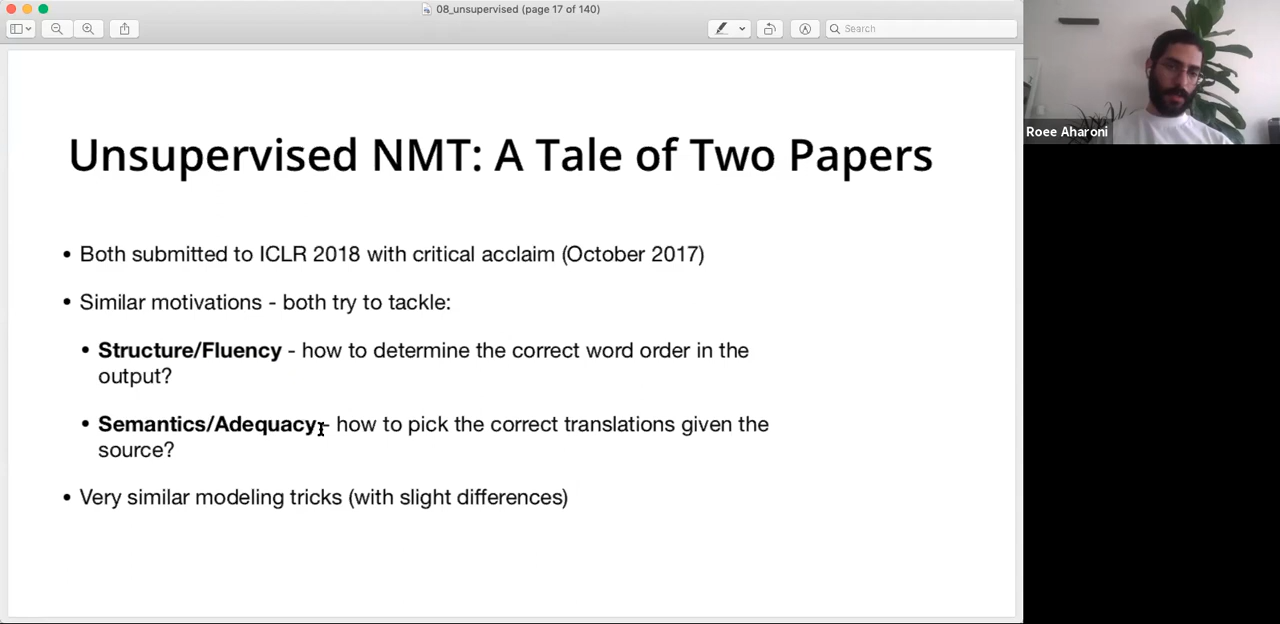 08_unsupervised (page 17 of 140)
Search
Unsupervised NMT: A Tale of Two Papers
• Both submitted to ICLR 2018 with critical acclaim (October 2017)
• Similar motivations - both try to tackle:
• Structure/Fluency - how to determine the correct word order in the
output?
• Semantics/Adequacy - how to pick the correct translations given the
source?
• Very similar modeling tricks (with slight differences)
Roee Aharoni